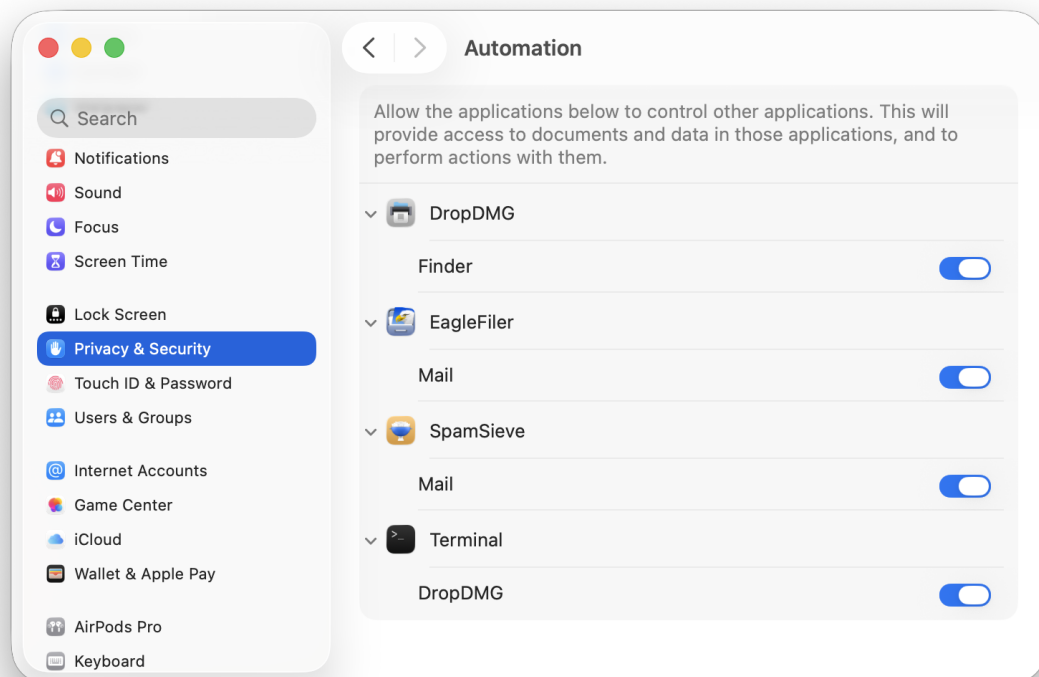 Automation
Search
Notifications
Sound
Focus
Screen Time
Lock Screen
Privacy & Security
Touch ID & Password
Users & Groups
Internet Accounts
Game Center
iCloud
Wallet & Apple Pay
AirPods Pro
Keyboard
Allow the applications below to control other applications. This will
provide access to documents and data in those applications, and to
perform actions with them.
DropDMG
Finder
EagleFiler
Mail
SpamSieve
Mail
Terminal
DropDMG